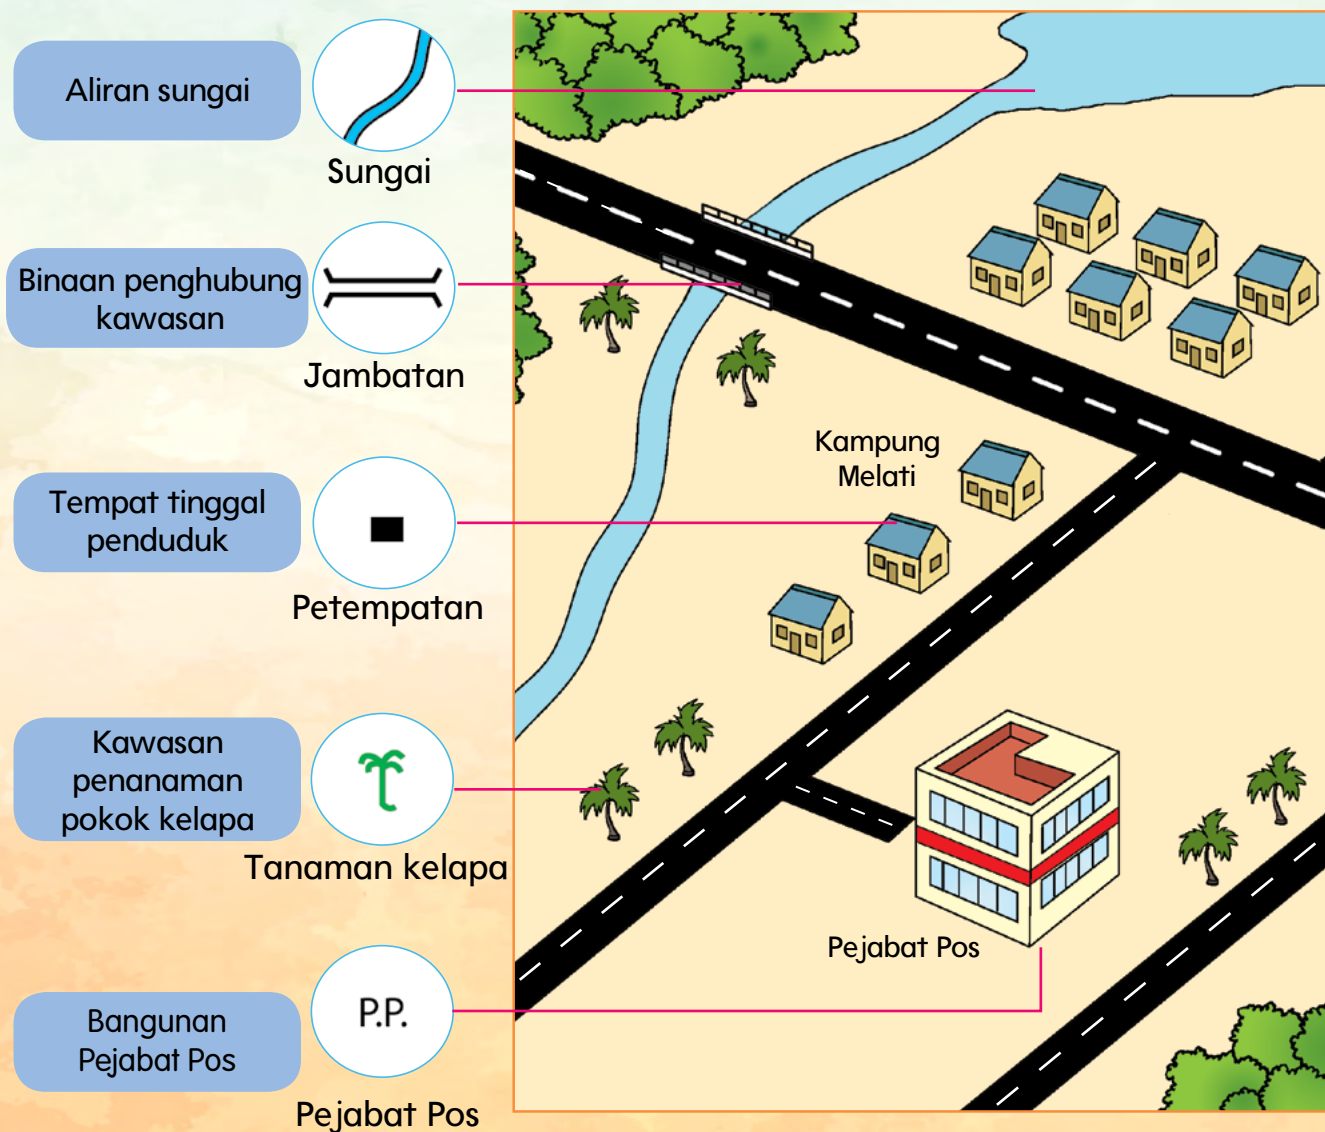 Aliran sungai
Sungai
Binaan penghubung
kawasan
Jambatan
Kampung
Melati
Tempat tinggal
penduduk
Petempatan
Kawasan
penanaman
pokok kelapa
Tanaman kelapa
Pejabat Pos
Bangunan
Pejabat Pos
P.P.
Pejabat Pos